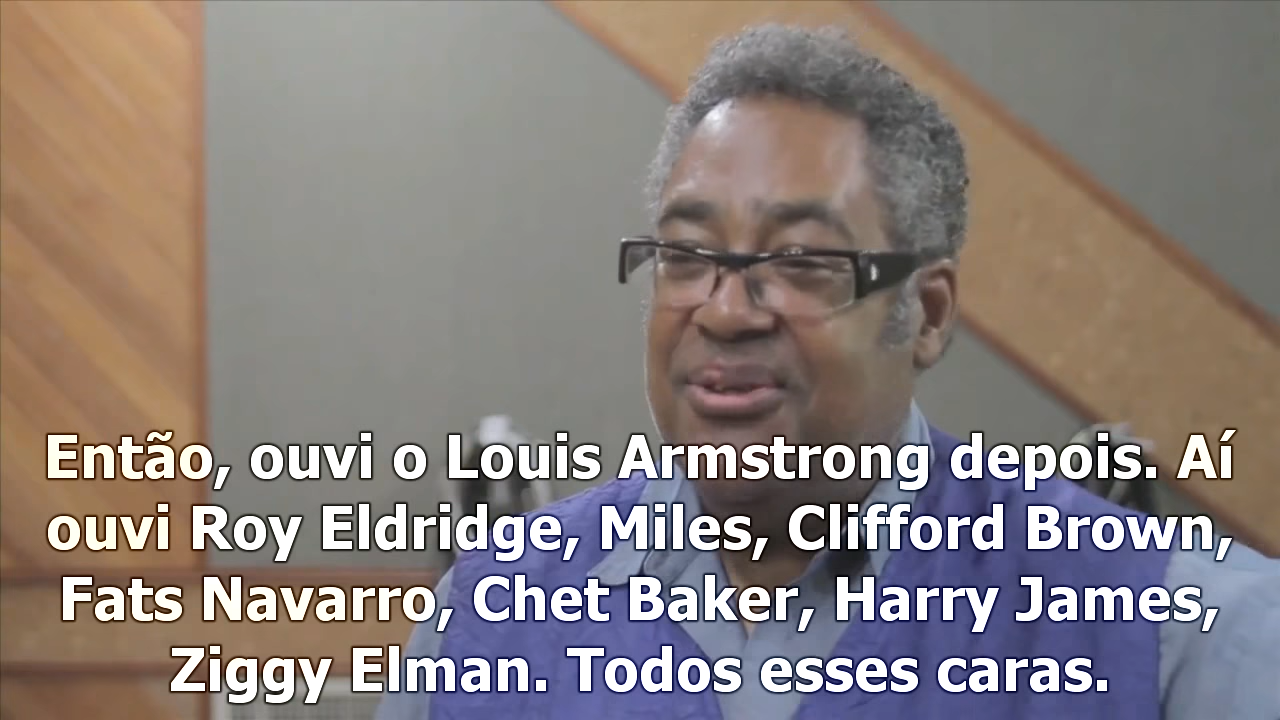 Então, ouvi o Louis Armstrong depois. Aí
ouvi Roy Eldridge, Miles, Clifford Brown,
Fats Navarro, Chet Baker, Harry James,
Ziggy Elman. Todos esses caras.